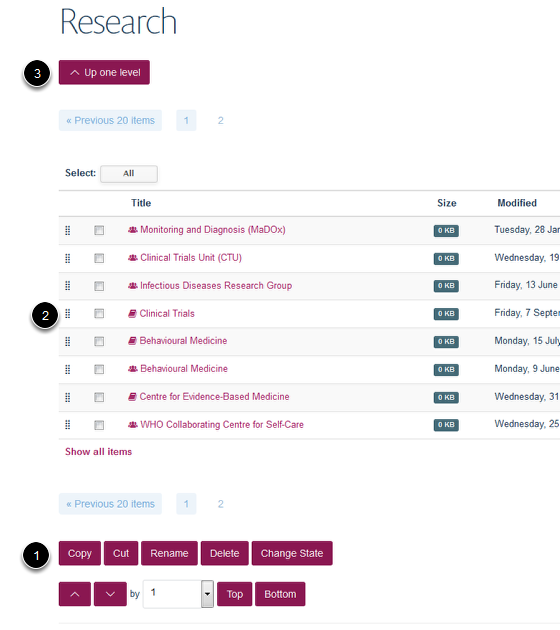 Research
3 Up one level
« Previous 20 items 1 2
Select: All
Title Size Modified
Monitoring and Diagnosis (MaDOx) 0 KB Tuesday, 28 Jan
Clinical Trials Unit (CTU) 0 KB Wednesday, 19
Infectious Diseases Research Group 0 KB Friday, 13 June
2 Clinical Trials 0 KB Friday, 7 Septem
Behavioural Medicine 0 KB Monday, 15 July
Behavioural Medicine 0 KB Monday, 9 June
Centre for Evidence-Based Medicine 0 KB Wednesday, 31
WHO Collaborating Centre for Self-Care 0 KB Wednesday, 25
Show all items
« Previous 20 items 1 2
1 Copy Cut Rename Delete Change State
by 1 Top Bottom